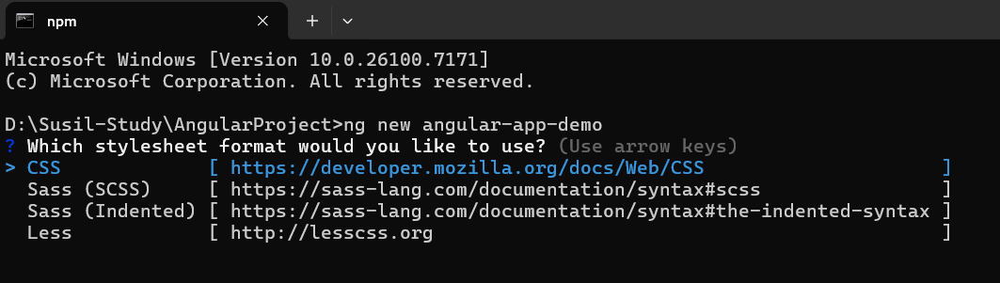 npm
Microsoft Windows [Version 10.0.26100.7171]
(c) Microsoft Corporation. All rights reserved.
D:\Susil-Study\AngularProject>ng new angular-app-demo
? Which stylesheet format would you like to use? (Use arrow keys)
> CSS             [ https://developer.mozilla.org/docs/Web/CSS                     ]
  Sass (SCSS)     [ https://sass-lang.com/documentation/syntax#scss                ]
  Sass (Indented) [ https://sass-lang.com/documentation/syntax#the-indented-syntax ]
  Less            [ http://lesscss.org                                             ]